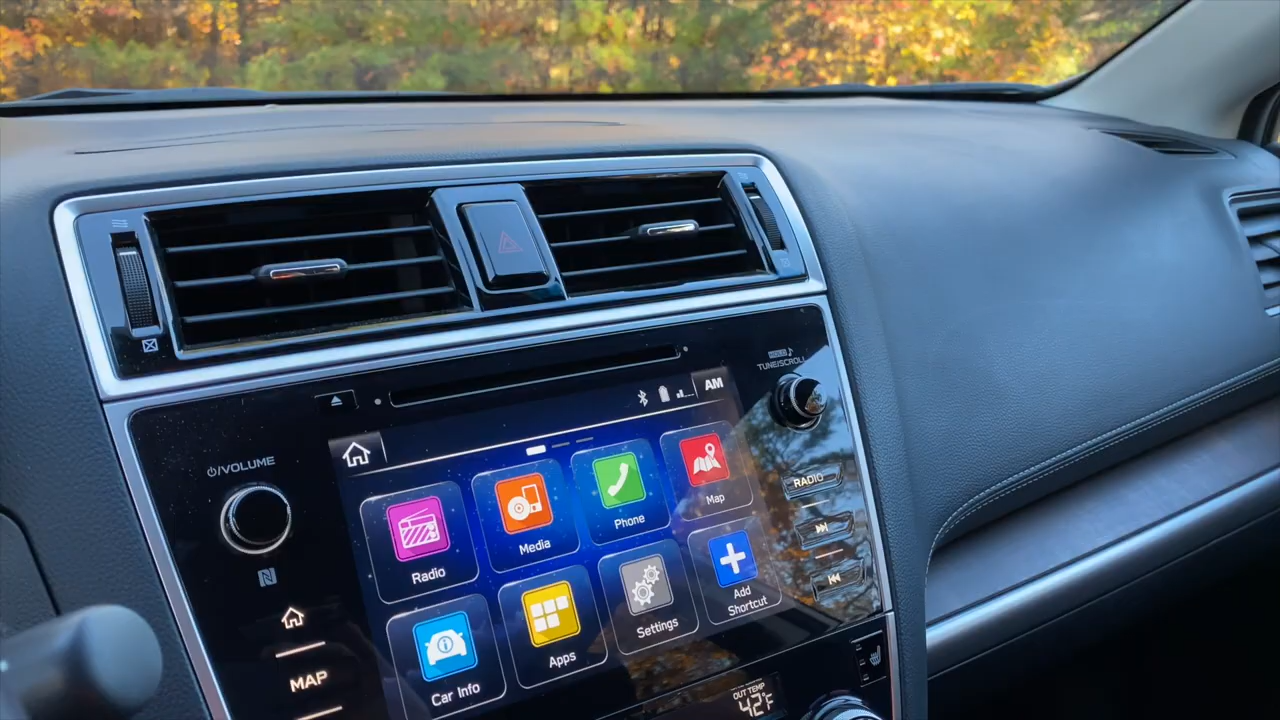 AM
TUNE/SCROLL
⏻/VOLUME
RADIO
Radio
Media
Phone
Map
Car Info
Apps
Settings
Add
Shortcut
MAP
OUT TEMP
42°F